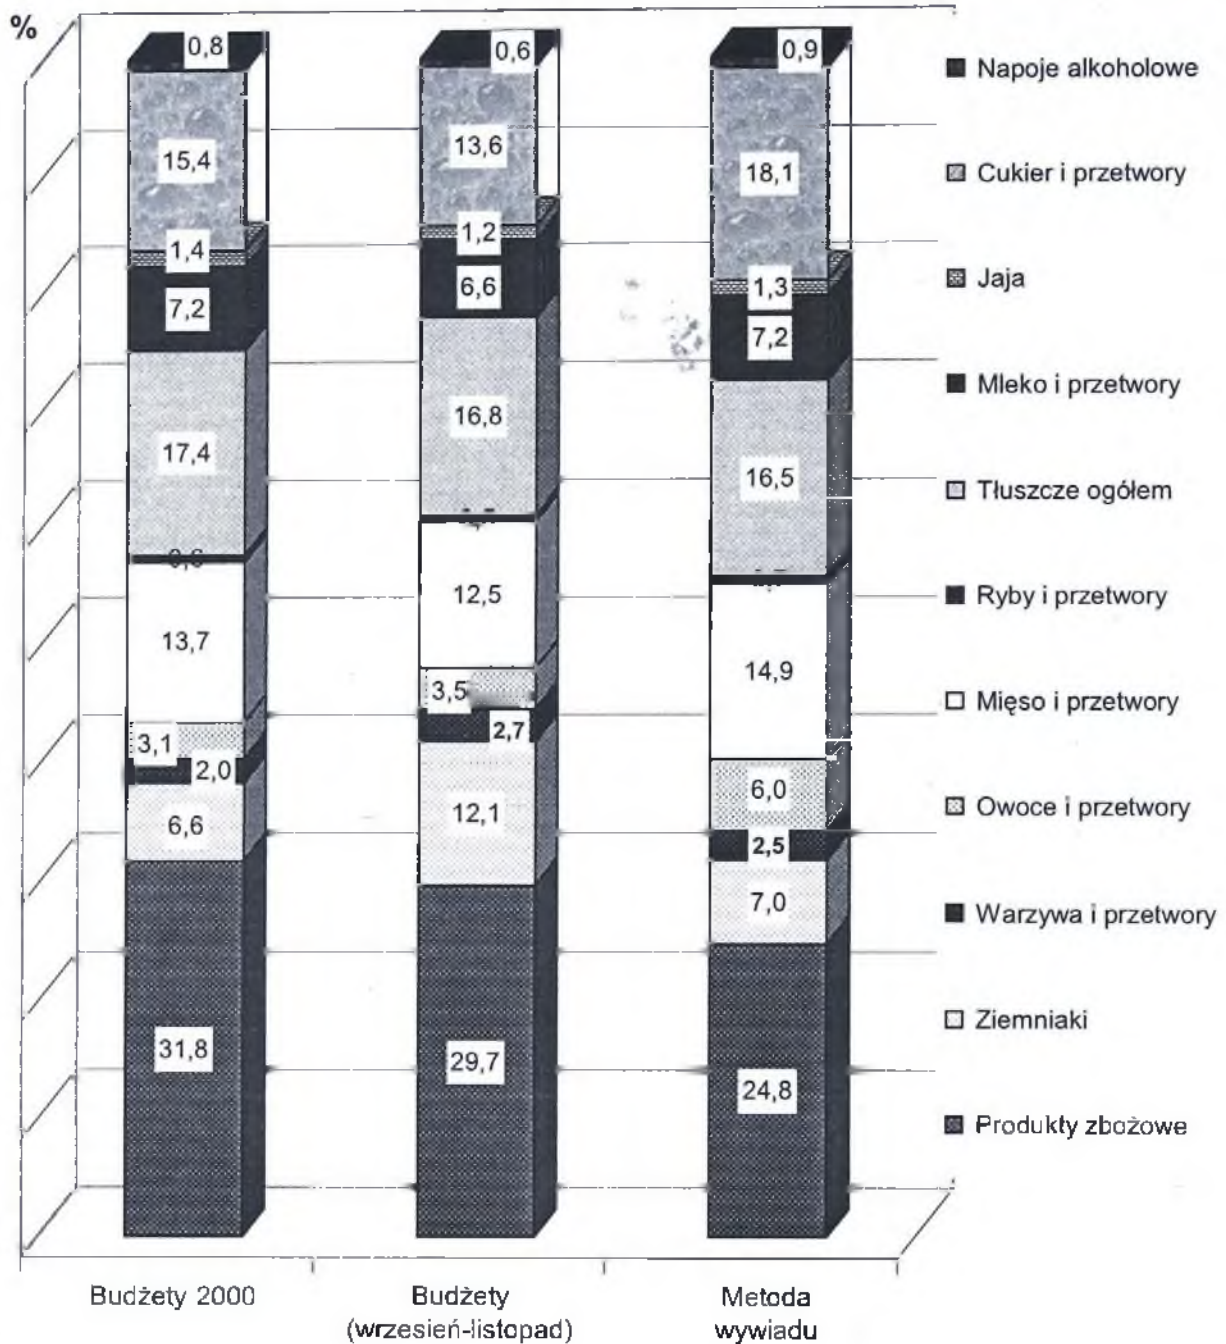 %
0,8
0,6
0,9
15,4
13,6
18,1
1,4
1,2
1,3
7,2
6,6
7,2
17,4
16,8
16,5
0,6
13,7
12,5
14,9
3,1
3,5
6,0
2,0
2,7
2,5
6,6
12,1
7,0
31,8
29,7
24,8
Napoje alkoholowe
Cukier i przetwory
Jaja
Mleko i przetwory
Tłuszcze ogółem
Ryby i przetwory
Mięso i przetwory
Owoce i przetwory
Warzywa i przetwory
Ziemniaki
Produkty zbożowe
Budżety 2000
Budżety
(wrzesień-listopad)
Metoda
wywiadu